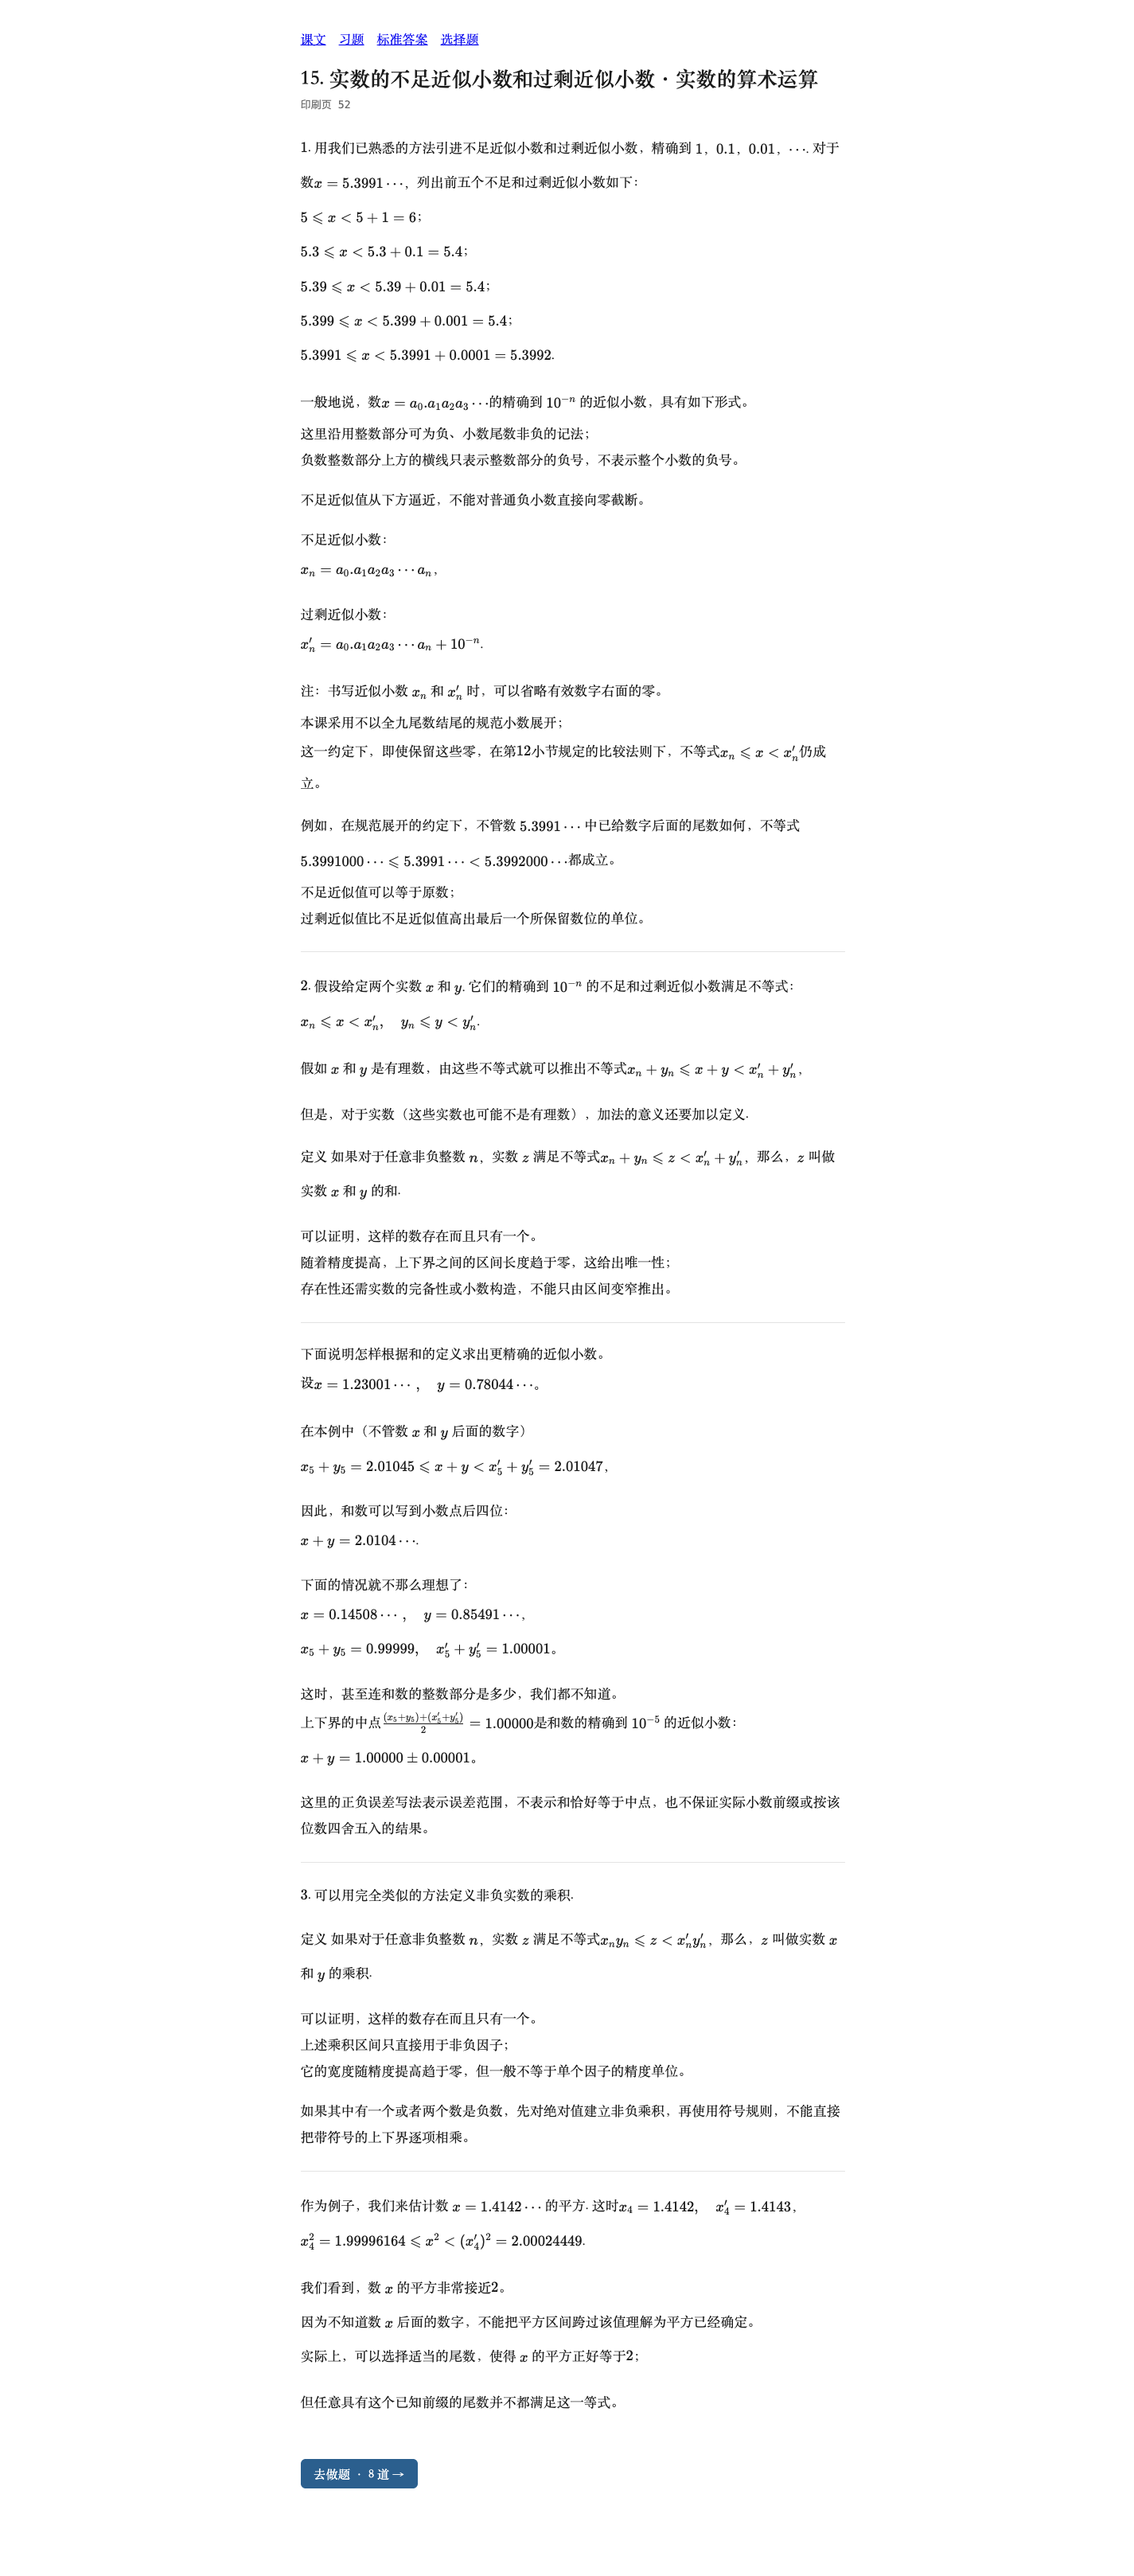 课文 习题 标准答案 选择题
15. 实数的不足近似小数和过剩近似小数 · 实数的算术运算
印刷页 52
1. 用我们已熟悉的方法引进不足近似小数和过剩近似小数，精确到 1，0.1，0.01，⋯. 对于
数x = 5.3991⋯，列出前五个不足和过剩近似小数如下：
5 ⩽ x < 5 + 1 = 6；
5.3 ⩽ x < 5.3 + 0.1 = 5.4；
5.39 ⩽ x < 5.39 + 0.01 = 5.4；
5.399 ⩽ x < 5.399 + 0.001 = 5.4；
5.3991 ⩽ x < 5.3991 + 0.0001 = 5.3992.
一般地说，数x = a₀.a₁a₂a₃⋯的精确到 10⁻ⁿ 的近似小数，具有如下形式。
这里沿用整数部分可为负、小数尾数非负的记法；
负数整数部分上方的横线只表示整数部分的负号，不表示整个小数的负号。
不足近似值从下方逼近，不能对普通负小数直接向零截断。
不足近似小数：
xₙ = a₀.a₁a₂a₃⋯aₙ，
过剩近似小数：
x′ₙ = a₀.a₁a₂a₃⋯aₙ + 10⁻ⁿ.
注：书写近似小数 xₙ 和 x′ₙ 时，可以省略有效数字右面的零。
本课采用不以全九尾数结尾的规范小数展开；
这一约定下，即使保留这些零，在第12小节规定的比较法则下，不等式xₙ ⩽ x < x′ₙ仍成
立。
例如，在规范展开的约定下，不管数 5.3991⋯ 中已给数字后面的尾数如何，不等式
5.3991000⋯ ⩽ 5.3991⋯ < 5.3992000⋯都成立。
不足近似值可以等于原数；
过剩近似值比不足近似值高出最后一个所保留数位的单位。
2. 假设给定两个实数 x 和 y. 它们的精确到 10⁻ⁿ 的不足和过剩近似小数满足不等式：
xₙ ⩽ x < x′ₙ, yₙ ⩽ y < y′ₙ.
假如 x 和 y 是有理数，由这些不等式就可以推出不等式xₙ + yₙ ⩽ x + y < x′ₙ + y′ₙ，
但是，对于实数（这些实数也可能不是有理数），加法的意义还要加以定义.
定义 如果对于任意非负整数 n，实数 z 满足不等式xₙ + yₙ ⩽ z < x′ₙ + y′ₙ，那么，z 叫做
实数 x 和 y 的和.
可以证明，这样的数存在而且只有一个。
随着精度提高，上下界之间的区间长度趋于零，这给出唯一性；
存在性还需实数的完备性或小数构造，不能只由区间变窄推出。
下面说明怎样根据和的定义求出更精确的近似小数。
设x = 1.23001⋯ , y = 0.78044⋯。
在本例中（不管数 x 和 y 后面的数字）
x₅ + y₅ = 2.01045 ⩽ x + y < x′₅ + y′₅ = 2.01047，
因此，和数可以写到小数点后四位：
x + y = 2.0104⋯.
下面的情况就不那么理想了：
x = 0.14508⋯ , y = 0.85491⋯，
x₅ + y₅ = 0.99999, x′₅ + y′₅ = 1.00001。
这时，甚至连和数的整数部分是多少，我们都不知道。
上下界的中点((x₅+y₅)+(x′₅+y′₅))/2 = 1.00000是和数的精确到 10⁻⁵ 的近似小数：
x + y = 1.00000 ± 0.00001。
这里的正负误差写法表示误差范围，不表示和恰好等于中点，也不保证实际小数前缀或按该
位数四舍五入的结果。
3. 可以用完全类似的方法定义非负实数的乘积.
定义 如果对于任意非负整数 n，实数 z 满足不等式xₙyₙ ⩽ z < x′ₙy′ₙ，那么，z 叫做实数 x
和 y 的乘积.
可以证明，这样的数存在而且只有一个。
上述乘积区间只直接用于非负因子；
它的宽度随精度提高趋于零，但一般不等于单个因子的精度单位。
如果其中有一个或者两个数是负数，先对绝对值建立非负乘积，再使用符号规则，不能直接
把带符号的上下界逐项相乘。
作为例子，我们来估计数 x = 1.4142⋯ 的平方. 这时x₄ = 1.4142, x′₄ = 1.4143，
x₄² = 1.99996164 ⩽ x² < (x′₄)² = 2.00024449.
我们看到，数 x 的平方非常接近2。
因为不知道数 x 后面的数字，不能把平方区间跨过该值理解为平方已经确定。
实际上，可以选择适当的尾数，使得 x 的平方正好等于2；
但任意具有这个已知前缀的尾数并不都满足这一等式。
去做题 · 8 道 →